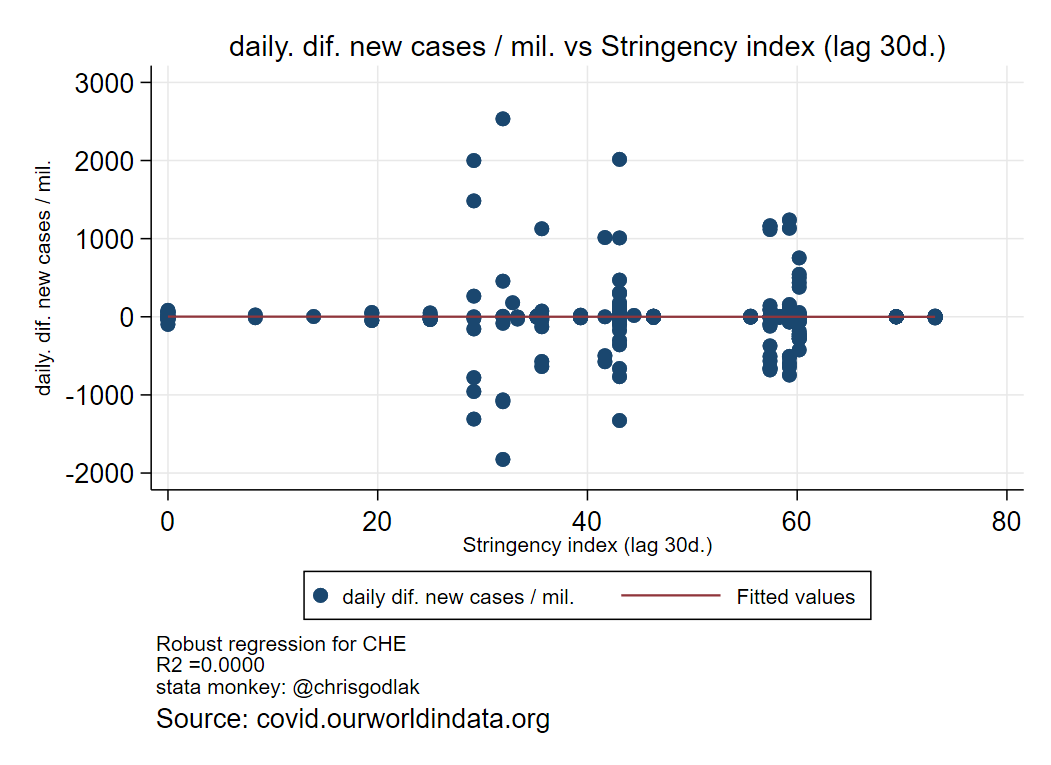 daily. dif. new cases / mil. vs Stringency index (lag 30d.)
daily. dif. new cases / mil.
3000
2000
1000
0
-1000
-2000
0 20 40 60 80
Stringency index (lag 30d.)
daily dif. new cases / mil. Fitted values
Robust regression for CHE
R2 =0.0000
stata monkey: @chrisgodlak
Source: covid.ourworldindata.org